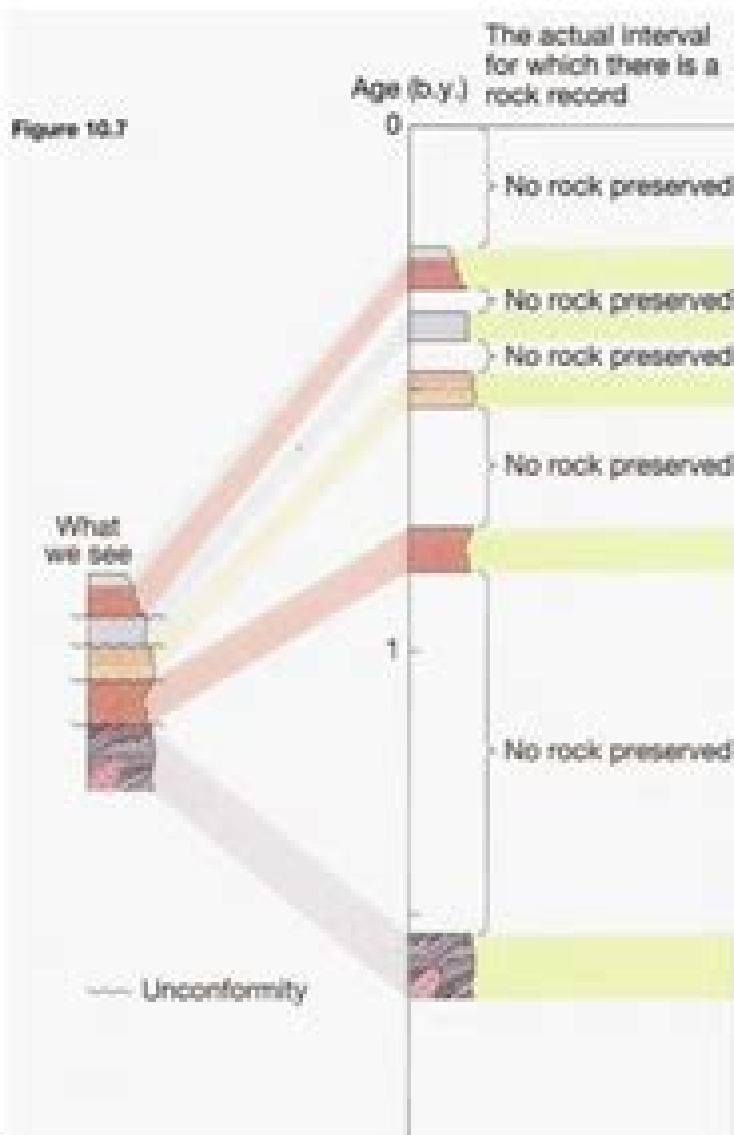 The actual interval
for which there is a
Age (b.y.) rock record
Figure 10.7
0
No rock preserved
No rock preserved
No rock preserved
No rock preserved
What
we see
1
No rock preserved
Unconformity